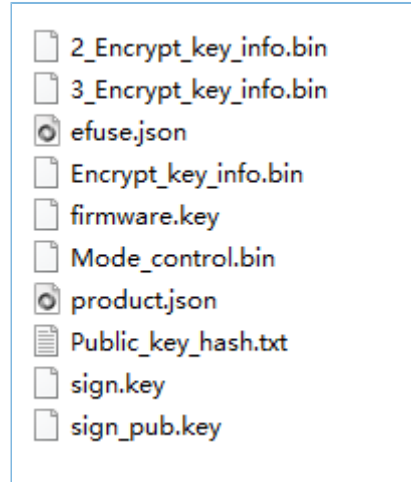 2_Encrypt_key_info.bin
3_Encrypt_key_info.bin
efuse.json
Encrypt_key_info.bin
firmware.key
Mode_control.bin
product.json
Public_key_hash.txt
sign.key
sign_pub.key